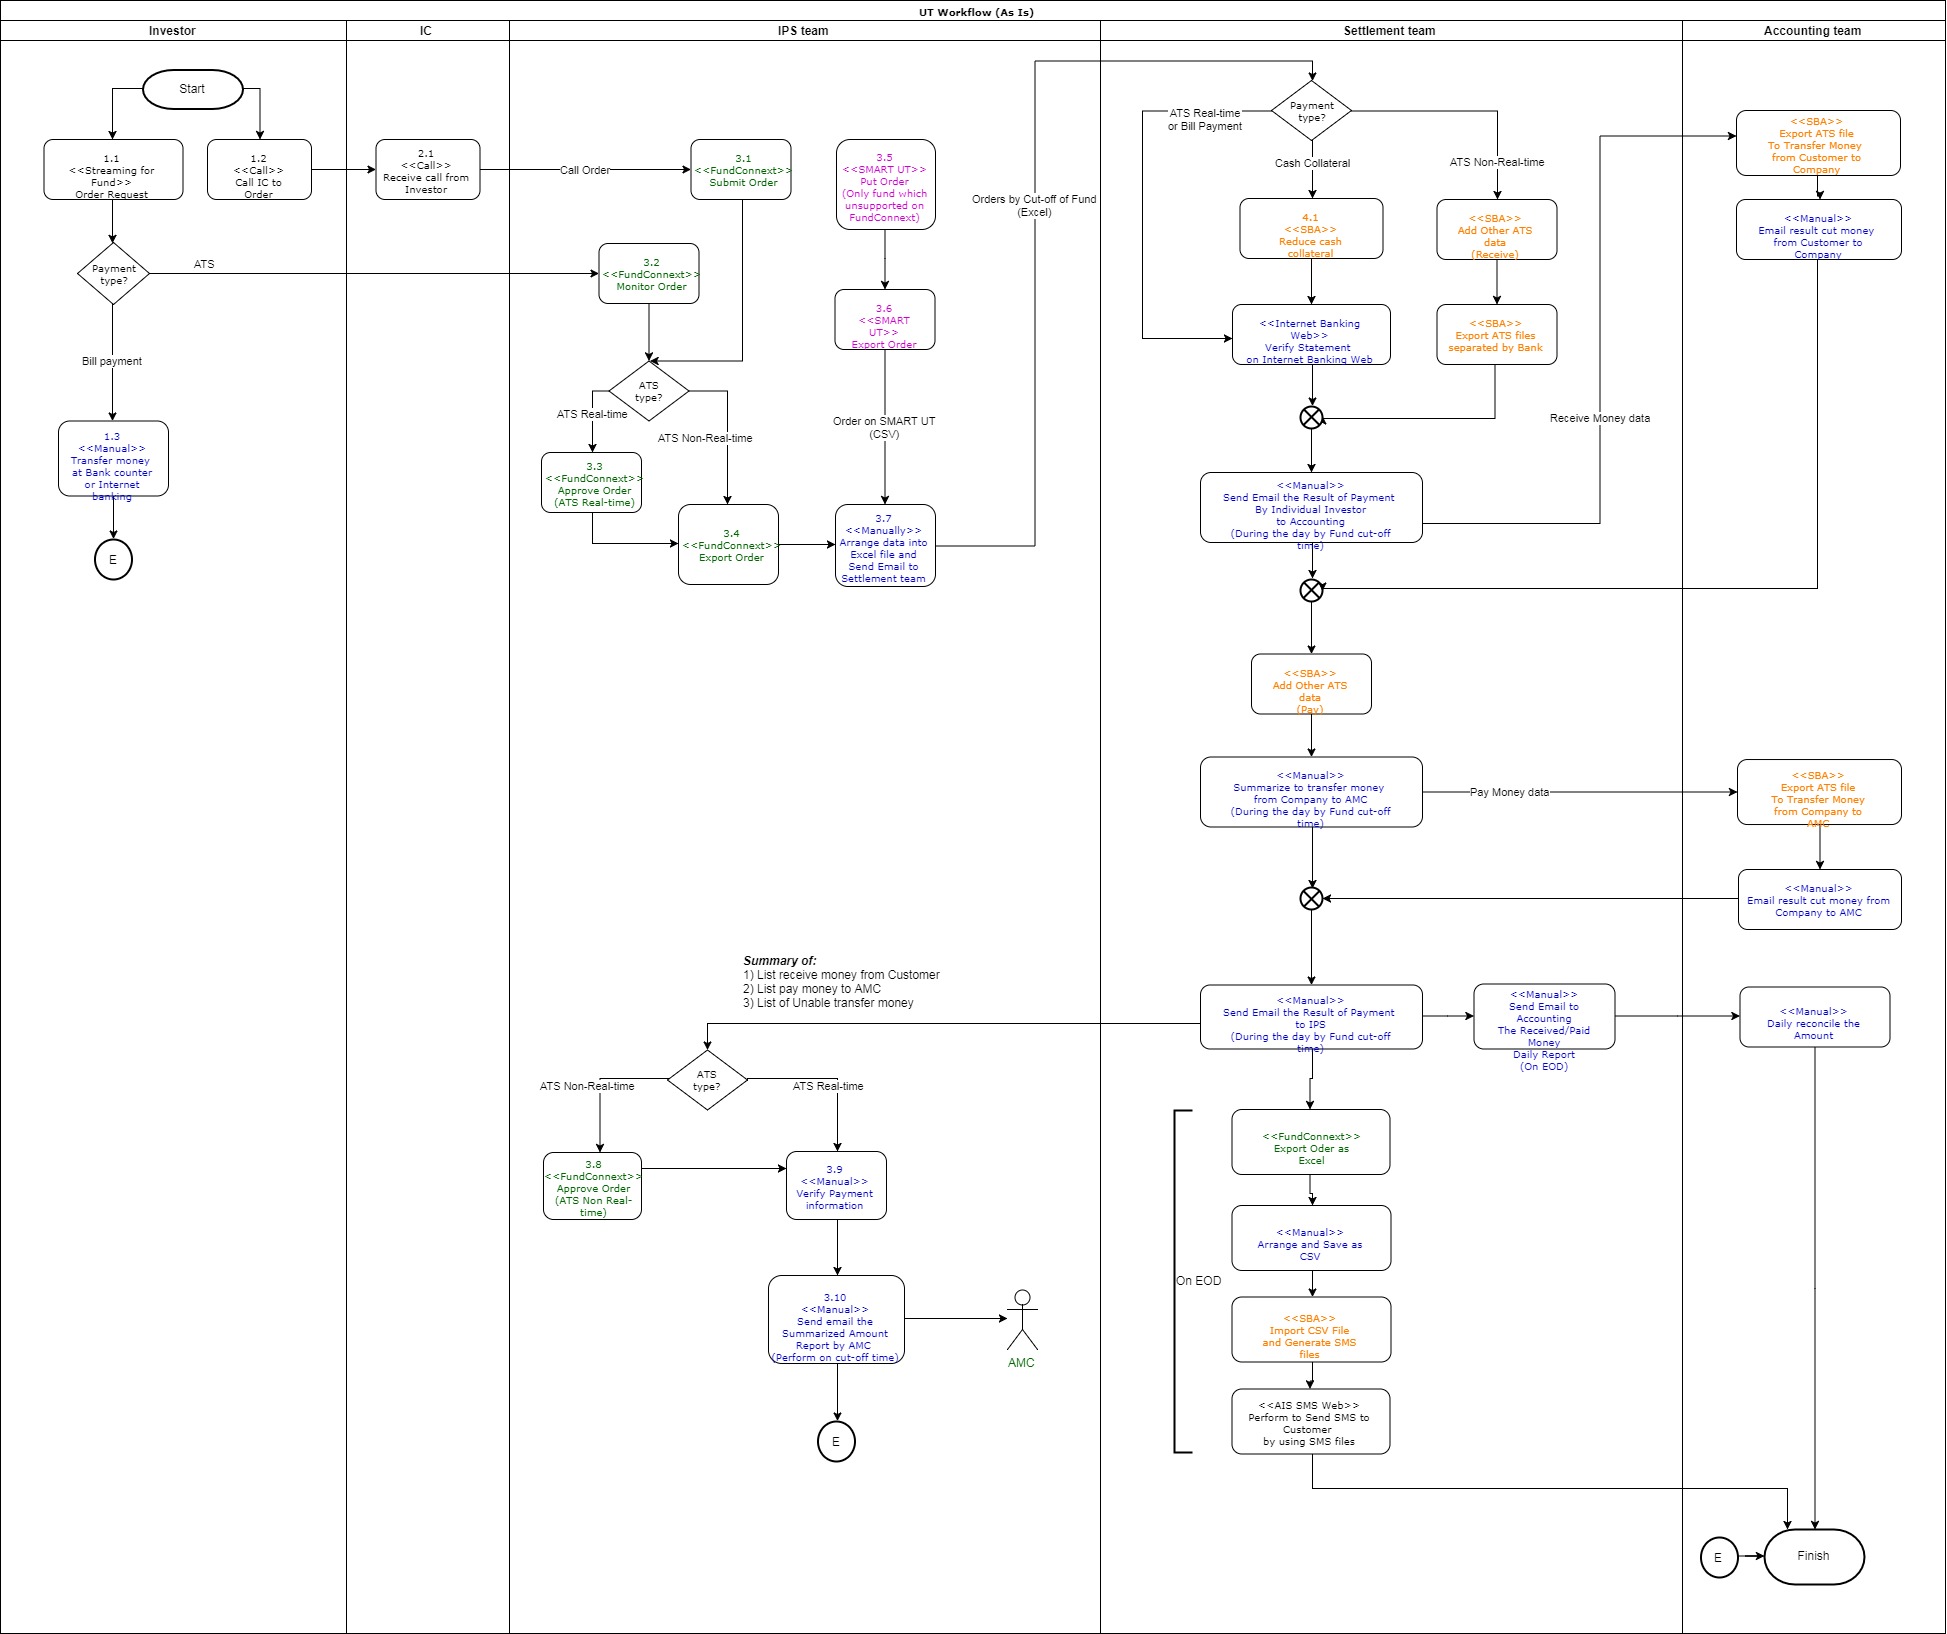 UT Workflow (As Is)
Investor
IC
IPS team
Settlement team
Accounting team
Start
1.1
<<Streaming for
Fund>>
Order Request
1.2
<<Call>>
Call IC to
Order
Payment
type?
ATS
Bill payment
1.3
<<Manual>>
Transfer money
at Bank counter
or Internet
banking
E
2.1
<<Call>>
Receive call from
Investor
Call Order
3.1
<<FundConnext>>
Submit Order
3.2
<<FundConnext>>
Monitor Order
ATS
type?
ATS Real-time
ATS Non-Real-time
3.3
<<FundConnext>>
Approve Order
(ATS Real-time)
3.4
<<FundConnext>>
Export Order
3.5
<<SMART UT>>
Put Order
(Only fund which
unsupported on
FundConnext)
3.6
<<SMART
UT>>
Export Order
Order on SMART UT
(CSV)
3.7
<<Manually>>
Arrange data into
Excel file and
Send Email to
Settlement team
Orders by Cut-off of Fund
(Excel)
Payment
type?
ATS Real-time
or Bill Payment
Cash Collateral
ATS Non-Real-time
4.1
<<SBA>>
Reduce cash
collateral
<<SBA>>
Add Other ATS
data
(Receive)
<<Internet Banking
Web>>
Verify Statement
on Internet Banking Web
<<SBA>>
Export ATS files
separated by Bank
<<Manual>>
Send Email the Result of Payment
By Individual Investor
to Accounting
(During the day by Fund cut-off
time)
Receive Money data
<<SBA>>
Export ATS file
To Transfer Money
from Customer to
Company
<<Manual>>
Email result cut money
from Customer to
Company
<<SBA>>
Add Other ATS
data
(Pay)
<<Manual>>
Summarize to transfer money
from Company to AMC
(During the day by Fund cut-off
time)
Pay Money data
<<SBA>>
Export ATS file
To Transfer Money
from Company to
AMC
<<Manual>>
Email result cut money from
Company to AMC
Summary of:
1) List receive money from Customer
2) List pay money to AMC
3) List of Unable transfer money
<<Manual>>
Send Email the Result of Payment
to IPS
(During the day by Fund cut-off
time)
<<Manual>>
Send Email to
Accounting
The Received/Paid
Money
Daily Report
(On EOD)
<<Manual>>
Daily reconcile the
Amount
ATS
type?
ATS Non-Real-time
ATS Real-time
3.8
<<FundConnext>>
Approve Order
(ATS Non Real-
time)
3.9
<<Manual>>
Verify Payment
information
3.10
<<Manual>>
Send email the
Summarized Amount
Report by AMC
(Perform on cut-off time)
AMC
E
On EOD
<<FundConnext>>
Export Oder as
Excel
<<Manual>>
Arrange and Save as
CSV
<<SBA>>
Import CSV File
and Generate SMS
files
<<AIS SMS Web>>
Perform to Send SMS to
Customer
by using SMS files
E
Finish